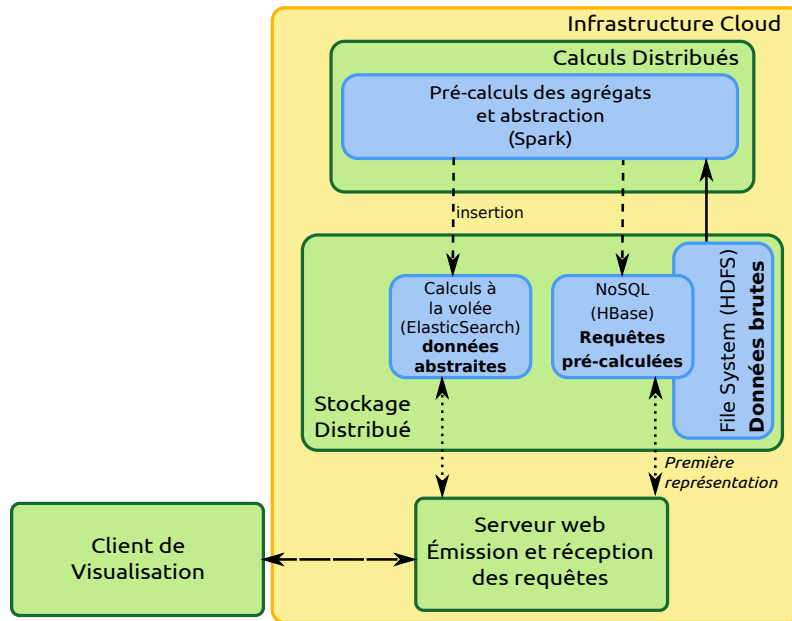 Infrastructure Cloud
Calculs Distribués
Pré-calculs des agrégats
et abstraction
(Spark)
insertion
Calculs à
la volée
(ElasticSearch)
données
abstraites
NoSQL
(HBase)
Requêtes
pré-calculées
File System (HDFS)
Données brutes
Stockage
Distribué
Première
représentation
Client de
Visualisation
Serveur web
Émission et réception
des requêtes